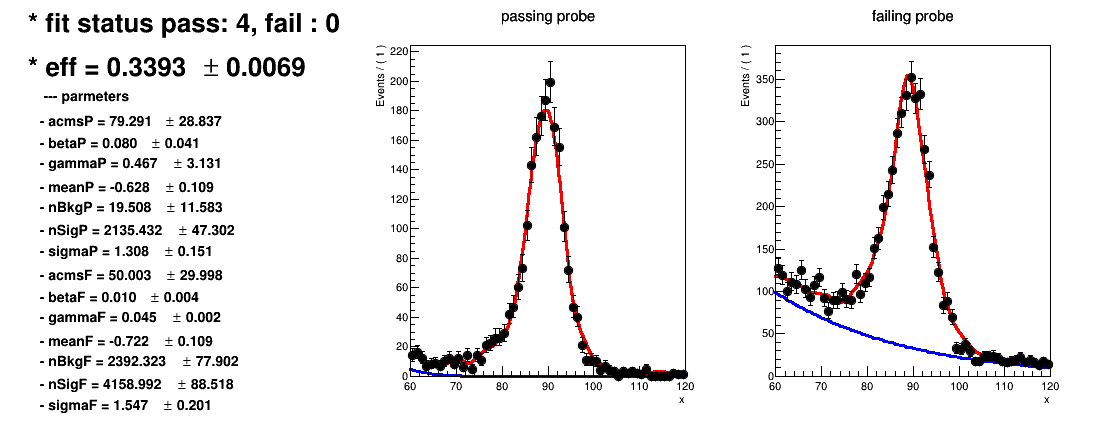 * fit status pass: 4, fail : 0
* eff = 0.3393 ± 0.0069
--- parmeters
- acmsP = 79.291 ± 28.837
- betaP = 0.080 ± 0.041
- gammaP = 0.467 ± 3.131
- meanP = -0.628 ± 0.109
- nBkgP = 19.508 ± 11.583
- nSigP = 2135.432 ± 47.302
- sigmaP = 1.308 ± 0.151
- acmsF = 50.003 ± 29.998
- betaF = 0.010 ± 0.004
- gammaF = 0.045 ± 0.002
- meanF = -0.722 ± 0.109
- nBkgF = 2392.323 ± 77.902
- nSigF = 4158.992 ± 88.518
- sigmaF = 1.547 ± 0.201
passing probe
Events / ( 1 )
220
200
180
160
140
120
100
80
60
40
20
0
60 70 80 90 100 110 120
x
failing probe
Events / ( 1 )
350
300
250
200
150
100
50
0
60 70 80 90 100 110 120
x